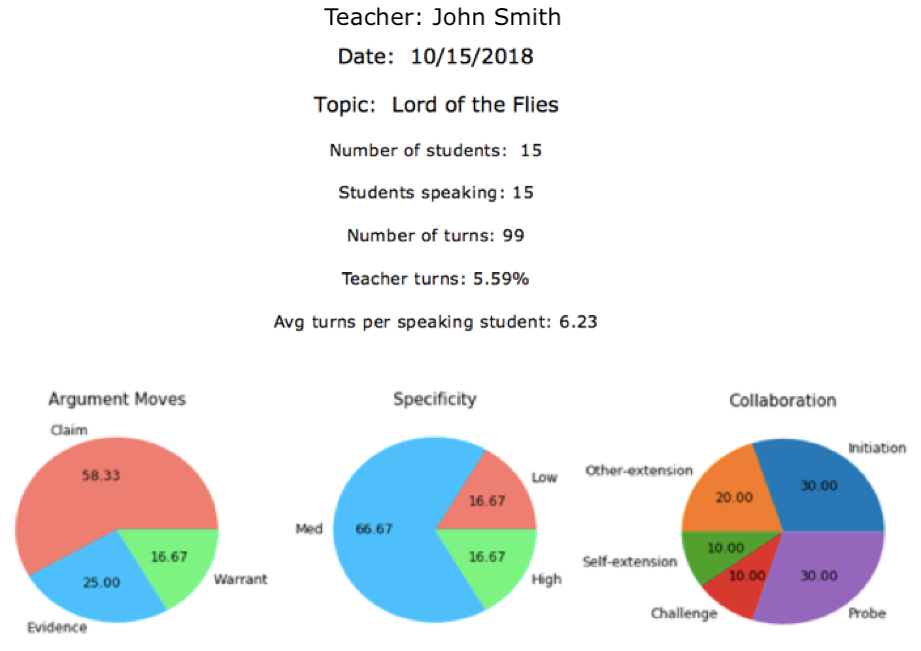 Teacher: John Smith
Date: 10/15/2018
Topic: Lord of the Flies
Number of students: 15
Students speaking: 15
Number of turns: 99
Teacher turns: 5.59%
Avg turns per speaking student: 6.23
Argument Moves
Claim
58.33
16.67
25.00
Warrant
Evidence
Specificity
Low
16.67
Med
66.67
16.67
High
Collaboration
Initiation
Other-extension
30.00
20.00
10.00
Self-extension
10.00
30.00
Challenge
Probe